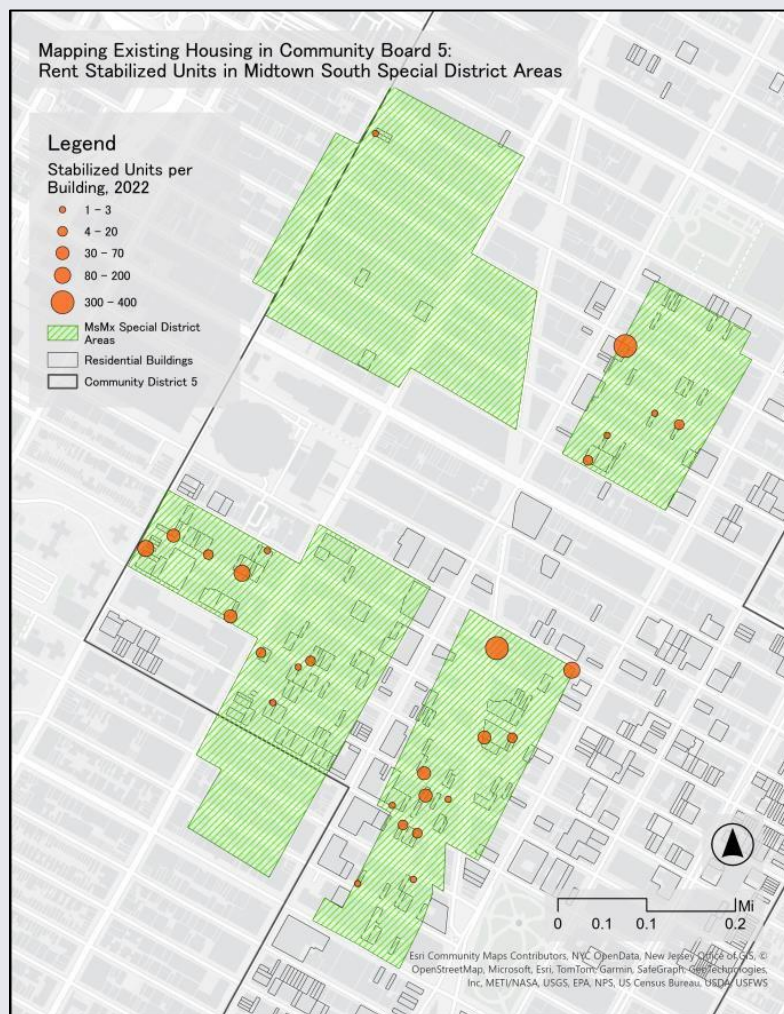 Mapping Existing Housing in Community Board 5:
Rent Stabilized Units in Midtown South Special District Areas
Legend
Stabilized Units per
Building, 2022
1 - 3
4 - 20
30 - 70
80 - 200
300 - 400
MsMx Special District
Areas
Residential Buildings
Community District 5
Mi
0 0.1 0.1 0.2
Esri Community Maps Contributors, NYC OpenData, New Jersey Office of GIS, ©
OpenStreetMap, Microsoft, Esri, TomTom, Garmin, SafeGraph, GeoTechnologies,
Inc, METI/NASA, USGS, EPA, NPS, US Census Bureau, USDA, USFWS